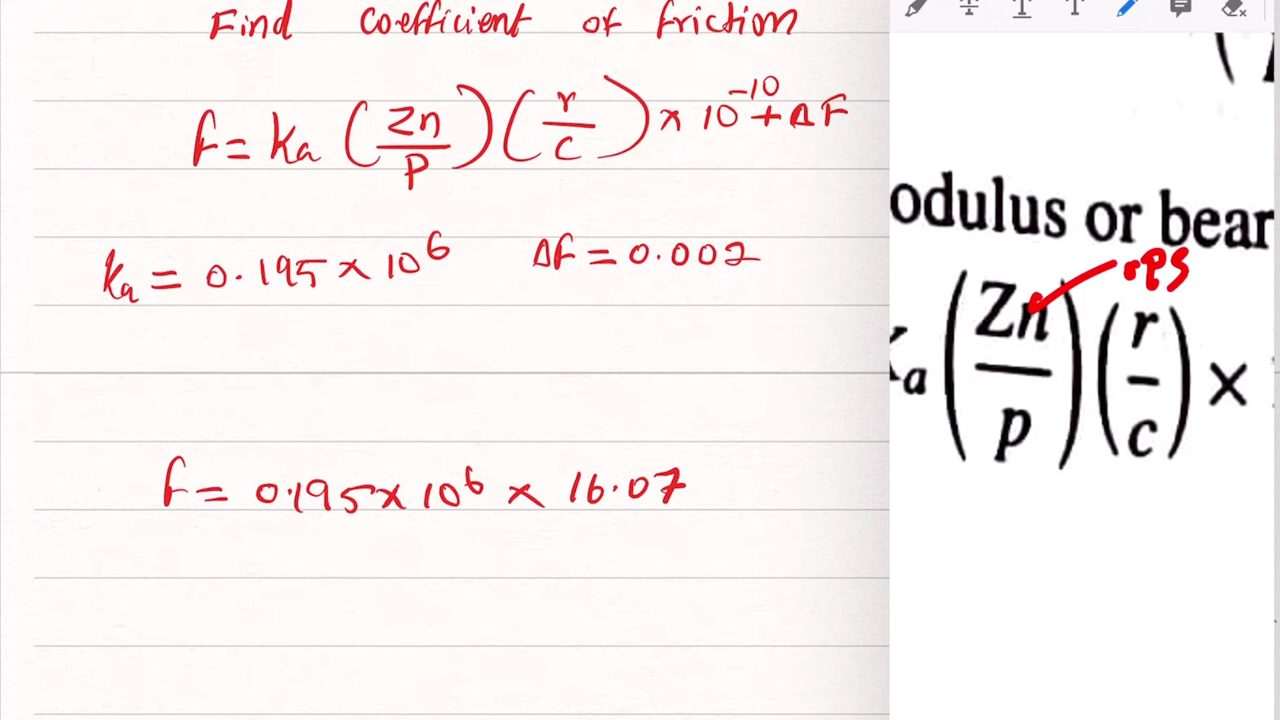 Find coefficient of friction
f = Ka (Zn/P) (r/c) × 10^-10 + ΔF
Ka = 0.195 × 10^6 ΔF = 0.002
f = 0.195 × 10^6 × 16.07
odulus or bear
rps
a (Zn/p) (r/c) ×